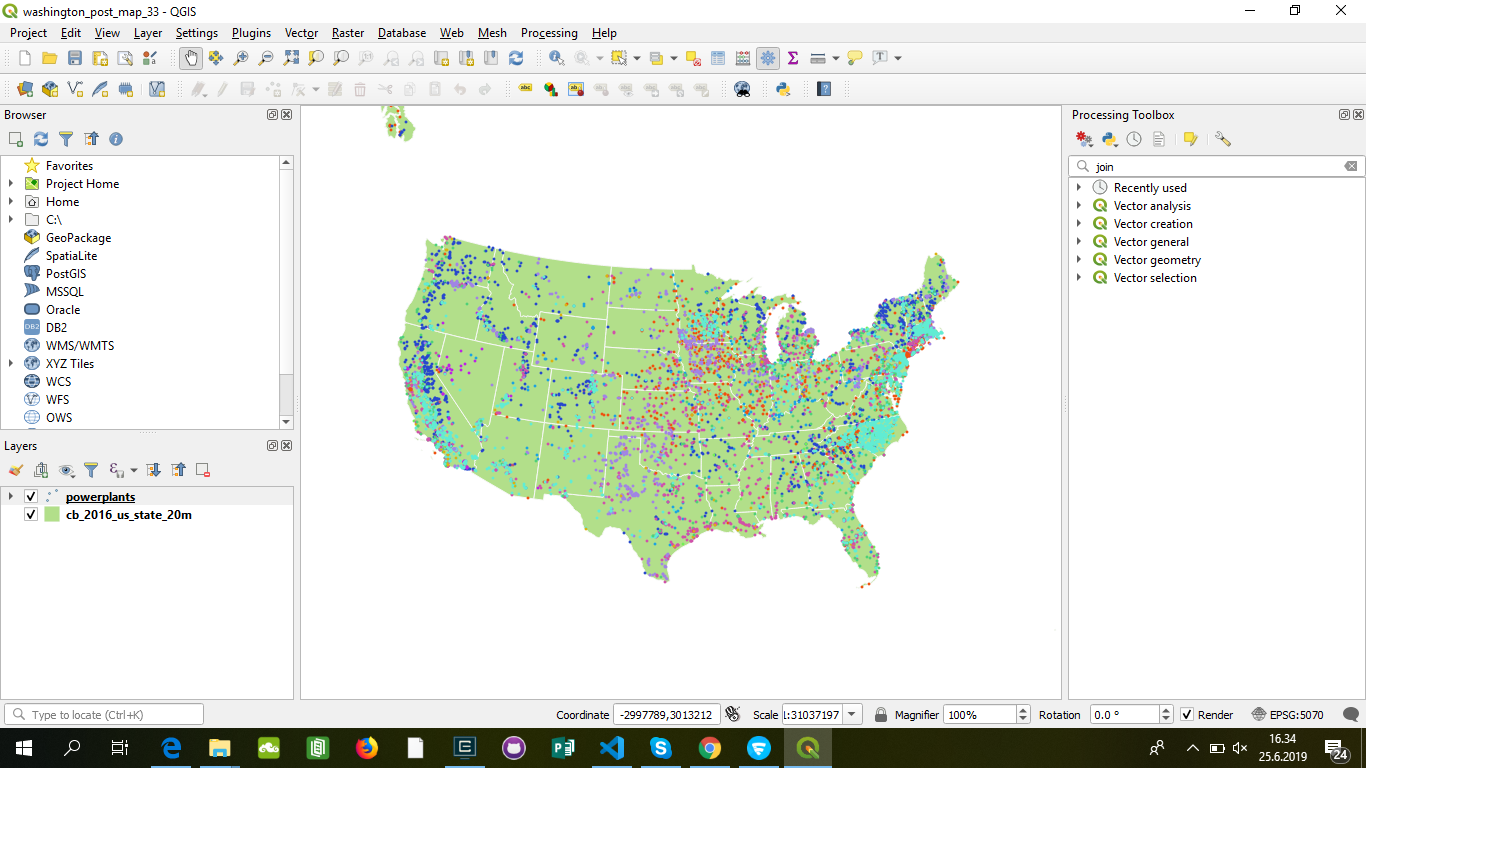 washington_post_map_33 - QGIS
Project Edit View Layer Settings Plugins Vector Raster Database Web Mesh Processing Help
Browser
Favorites
Project Home
Home
C:\
GeoPackage
SpatiaLite
PostGIS
MSSQL
Oracle
DB2
DB2
WMS/WMTS
XYZ Tiles
WCS
WFS
OWS
Layers
powerplants
cb_2016_us_state_20m
Processing Toolbox
join
Recently used
Vector analysis
Vector creation
Vector general
Vector geometry
Vector selection
Type to locate (Ctrl+K)
Coordinate -2997789,3013212 Scale 1:31037197 Magnifier 100% Rotation 0.0 ° Render EPSG:5070
16.34
25.6.2019
24